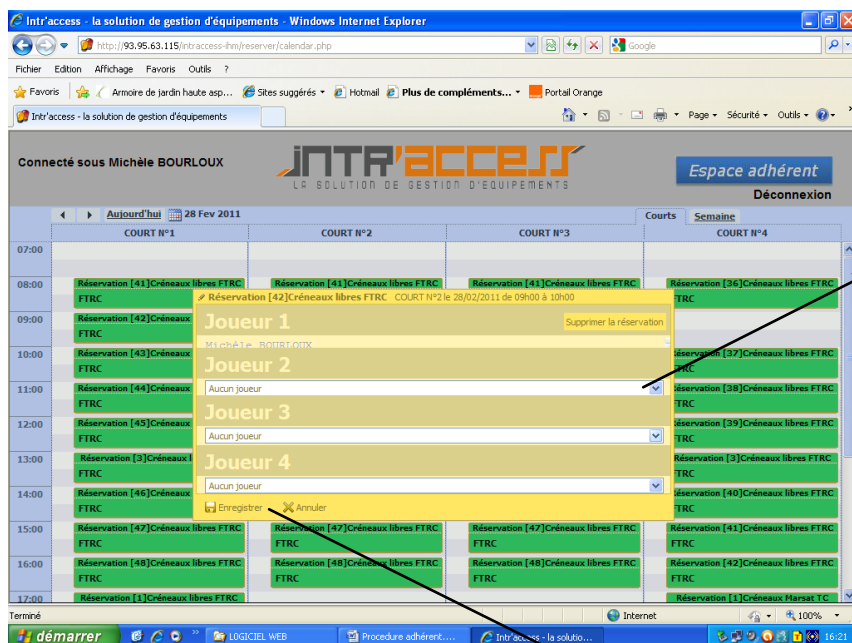 Intr'access - la solution de gestion d'équipements - Windows Internet Explorer
http://93.95.63.115/intraccess-ihm/reserver/calendar.php
Google
Fichier Edition Affichage Favoris Outils ?
Favoris Armoire de jardin haute asp... Sites suggérés Hotmail Plus de compléments... Portail Orange
Intr'access - la solution de gestion d'équipements Page Sécurité Outils
Connecté sous Michèle BOURLOUX
intr'access
LA SOLUTION DE GESTION D'EQUIPEMENTS
Espace adhérent
Déconnexion
Aujourd'hui 28 Fev 2011 Courts Semaine
COURT N°1 COURT N°2 COURT N°3 COURT N°4
07:00
08:00 Réservation [41]Créneaux libres FTRC Réservation [41]Créneaux libres FTRC Réservation [41]Créneaux libres FTRC Réservation [36]Créneaux libres FTRC
FTRC FTRC
Réservation [42]Créneaux libres FTRC COURT N°2 le 28/02/2011 de 09h00 à 10h00
Joueur 1 Supprimer la réservation
Michèle BOURLOUX
Joueur 2
Aucun joueur
Joueur 3
Aucun joueur
Joueur 4
Aucun joueur
Enregistrer Annuler
09:00 Réservation [42]Créneaux
FTRC
10:00 Réservation [43]Créneaux Réservation [37]Créneaux libres FTRC
FTRC FTRC
11:00 Réservation [44]Créneaux Réservation [38]Créneaux libres FTRC
FTRC FTRC
12:00 Réservation [45]Créneaux Réservation [39]Créneaux libres FTRC
FTRC FTRC
13:00 Réservation [3]Créneaux Réservation [3]Créneaux libres FTRC
FTRC FTRC
14:00 Réservation [46]Créneaux Réservation [40]Créneaux libres FTRC
FTRC FTRC
15:00 Réservation [47]Créneaux libres FTRC Réservation [47]Créneaux libres FTRC Réservation [47]Créneaux libres FTRC Réservation [41]Créneaux libres FTRC
FTRC FTRC FTRC FTRC
16:00 Réservation [48]Créneaux libres FTRC Réservation [48]Créneaux libres FTRC Réservation [48]Créneaux libres FTRC Réservation [42]Créneaux libres FTRC
FTRC FTRC FTRC FTRC
17:00 Réservation [1]Créneaux libres FTRC Réservation [1]Créneaux Marsat TC
Terminé Internet 100%
démarrer LOGICIEL WEB Procedure adhérent.... Intr'access - la solutio... 16:21